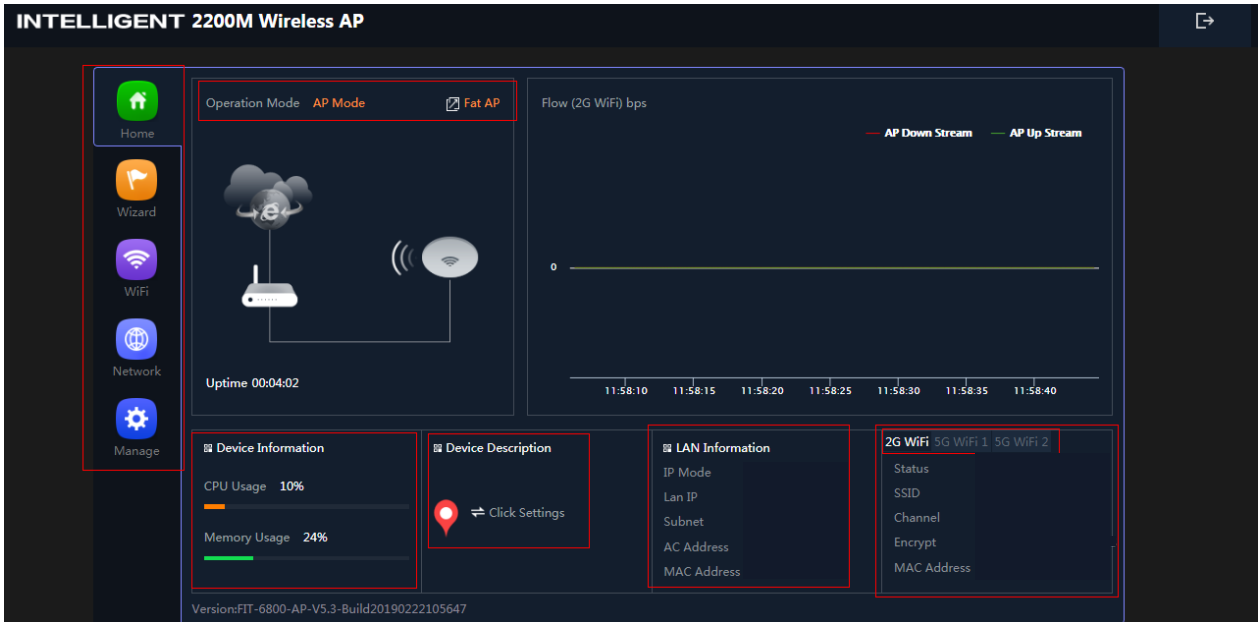 INTELLIGENT 2200M Wireless AP
Home
Wizard
WiFi
Network
Manage
Operation Mode AP Mode Fat AP
Uptime 00:04:02
Flow (2G WiFi) bps
AP Down Stream AP Up Stream
0
11:58:10 11:58:15 11:58:20 11:58:25 11:58:30 11:58:35 11:58:40
Device Information
CPU Usage 10%
Memory Usage 24%
Device Description
Click Settings
LAN Information
IP Mode
Lan IP
Subnet
AC Address
MAC Address
2G WiFi 5G WiFi 1 5G WiFi 2
Status
SSID
Channel
Encrypt
MAC Address
Version:FIT-6800-AP-V5.3-Build20190222105647